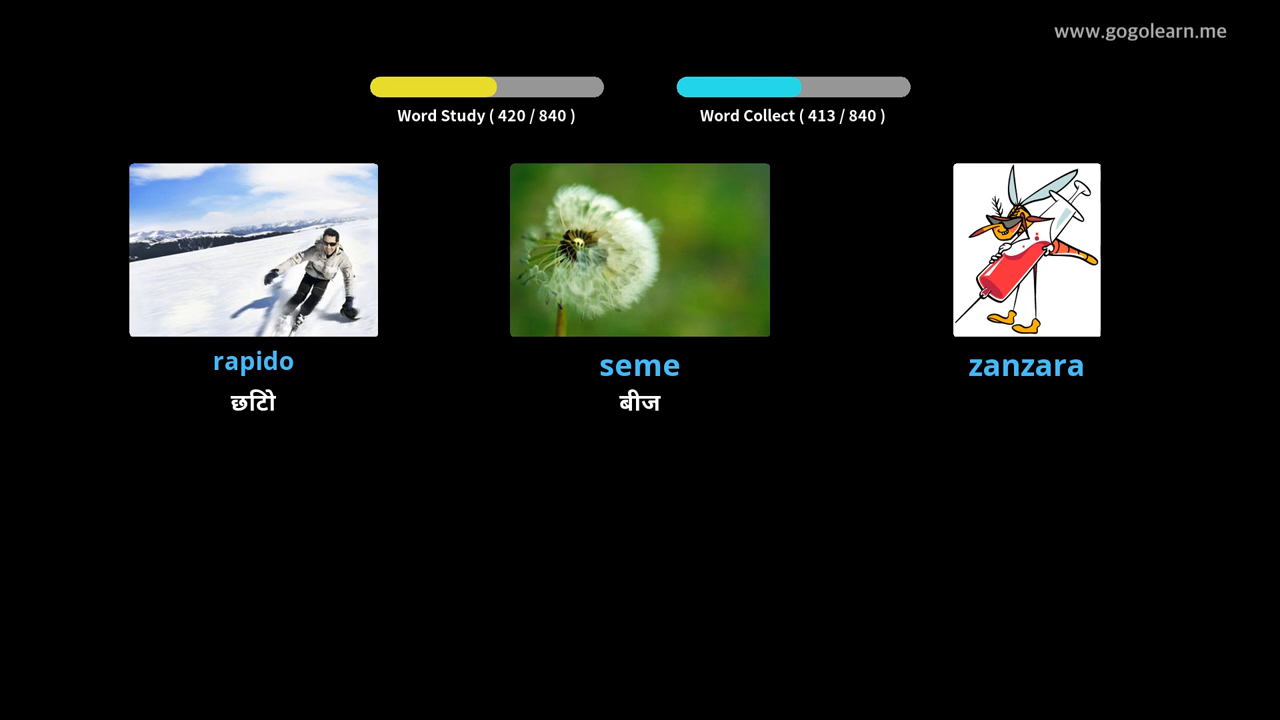 www.gogolearn.me
Word Study ( 420 / 840 )
Word Collect ( 413 / 840 )
rapido
छिटो
seme
बीज
zanzara